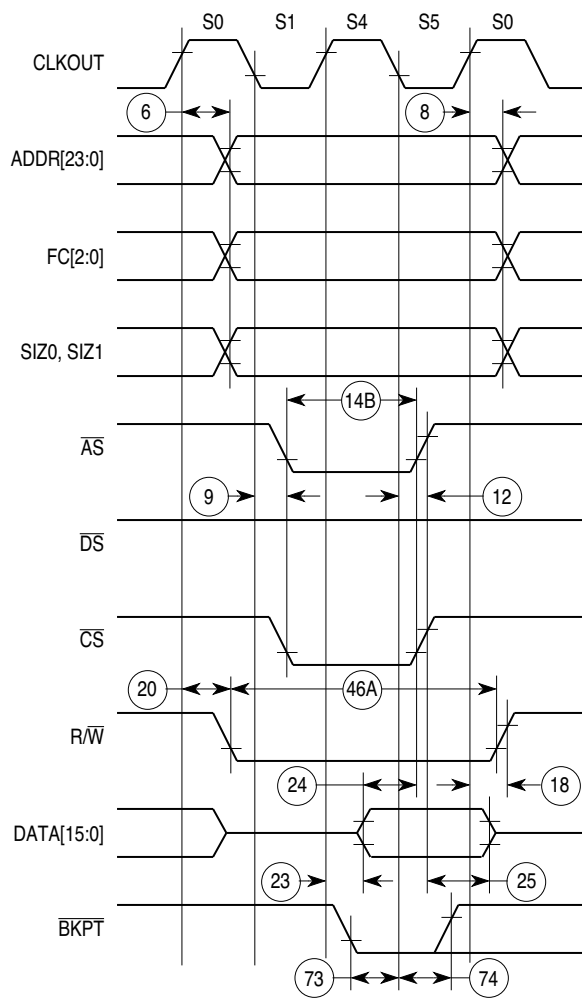 S0 S1 S4 S5 S0
CLKOUT
6 8
ADDR[23:0]
FC[2:0]
SIZ0, SIZ1
14B
AS
9 12
DS
CS
20 46A
R/W
24 18
DATA[15:0]
23 25
BKPT
73 74